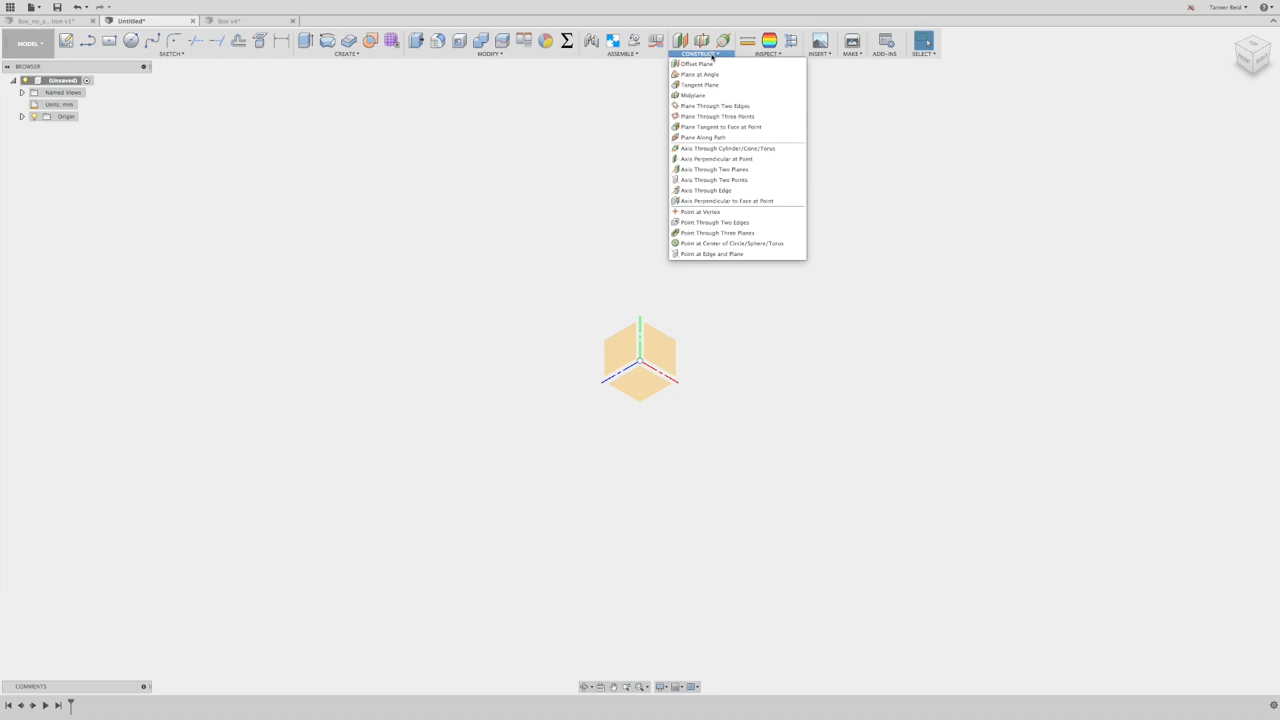 Tanner Reid
Box_no_x...tion v1*
Untitled*
Box v4*
MODEL
SKETCH
CREATE
MODIFY
ASSEMBLE
CONSTRUCT
INSPECT
INSERT
MAKE
ADD-INS
SELECT
BROWSER
(Unsaved)
Named Views
Units: mm
Origin
Offset Plane
Plane at Angle
Tangent Plane
Midplane
Plane Through Two Edges
Plane Through Three Points
Plane Tangent to Face at Point
Plane Along Path
Axis Through Cylinder/Cone/Torus
Axis Perpendicular at Point
Axis Through Two Planes
Axis Through Two Points
Axis Through Edge
Axis Perpendicular to Face at Point
Point at Vertex
Point Through Two Edges
Point Through Three Planes
Point at Center of Circle/Sphere/Torus
Point at Edge and Plane
COMMENTS